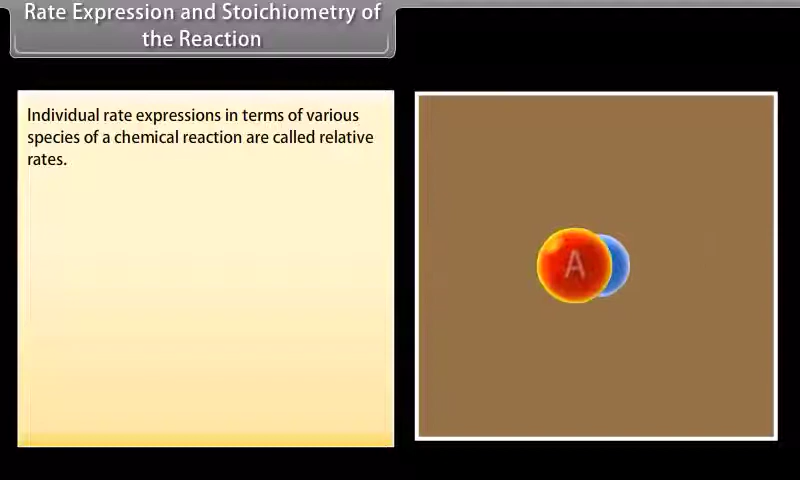 Rate Expression and Stoichiometry of
the Reaction
Individual rate expressions in terms of various
species of a chemical reaction are called relative
rates.
A